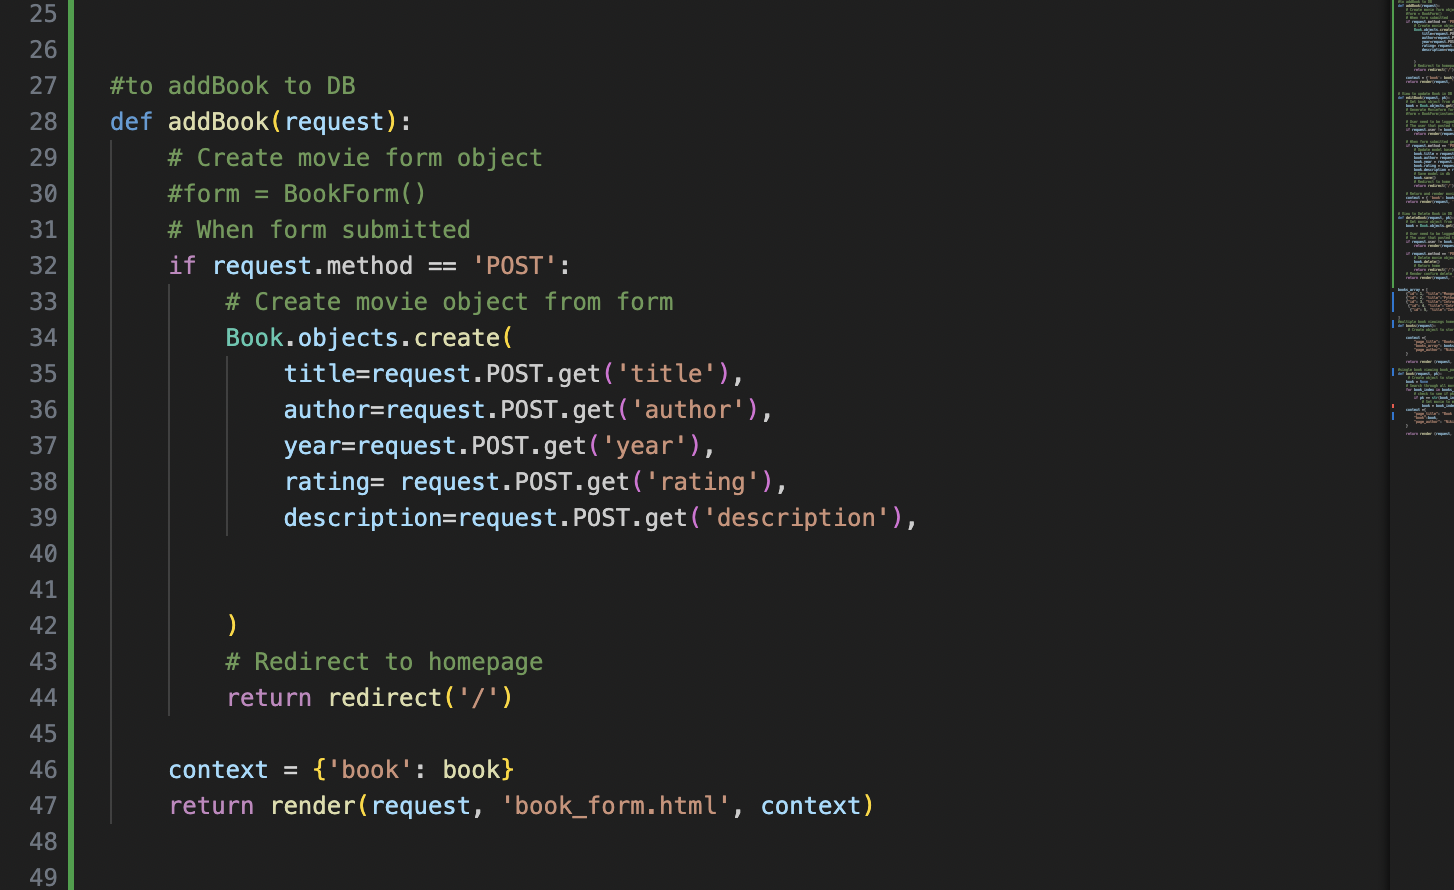 25
26
27 #to addBook to DB
28 def addBook(request):
29 # Create movie form object
30 #form = BookForm()
31 # When form submitted
32 if request.method == 'POST':
33 # Create movie object from form
34 Book.objects.create(
35 title=request.POST.get('title'),
36 author=request.POST.get('author'),
37 year=request.POST.get('year'),
38 rating= request.POST.get('rating'),
39 description=request.POST.get('description'),
40
41
42 )
43 # Redirect to homepage
44 return redirect('/')
45
46 context = {'book': book}
47 return render(request, 'book_form.html', context)
48
49